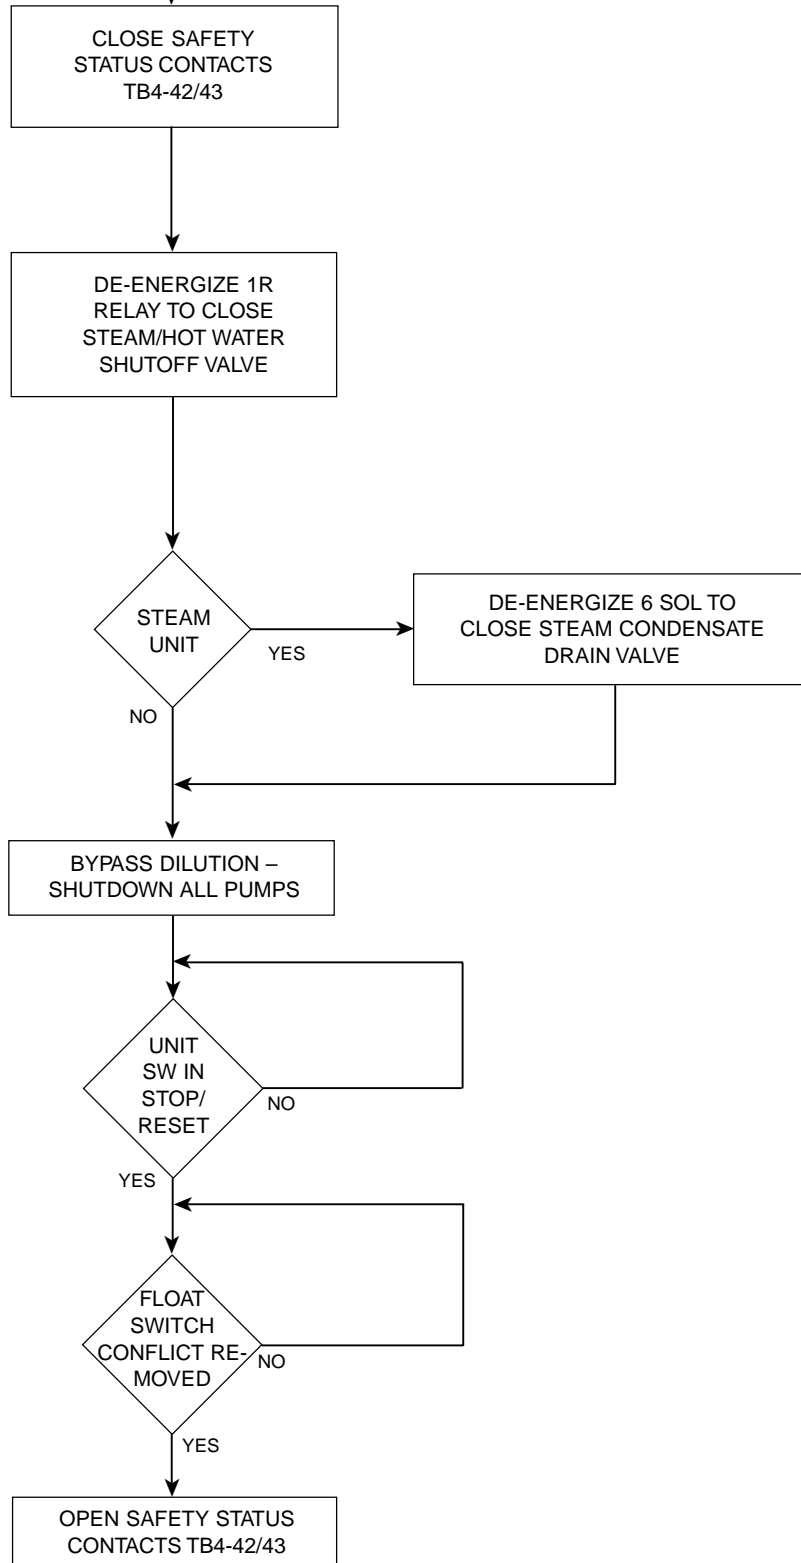 CLOSE SAFETY
STATUS CONTACTS
TB4-42/43
DE-ENERGIZE 1R
RELAY TO CLOSE
STEAM/HOT WATER
SHUTOFF VALVE
STEAM
UNIT
YES
NO
DE-ENERGIZE 6 SOL TO
CLOSE STEAM CONDENSATE
DRAIN VALVE
BYPASS DILUTION –
SHUTDOWN ALL PUMPS
UNIT
SW IN
STOP/
RESET
NO
YES
FLOAT
SWITCH
CONFLICT RE-
MOVED
NO
YES
OPEN SAFETY STATUS
CONTACTS TB4-42/43